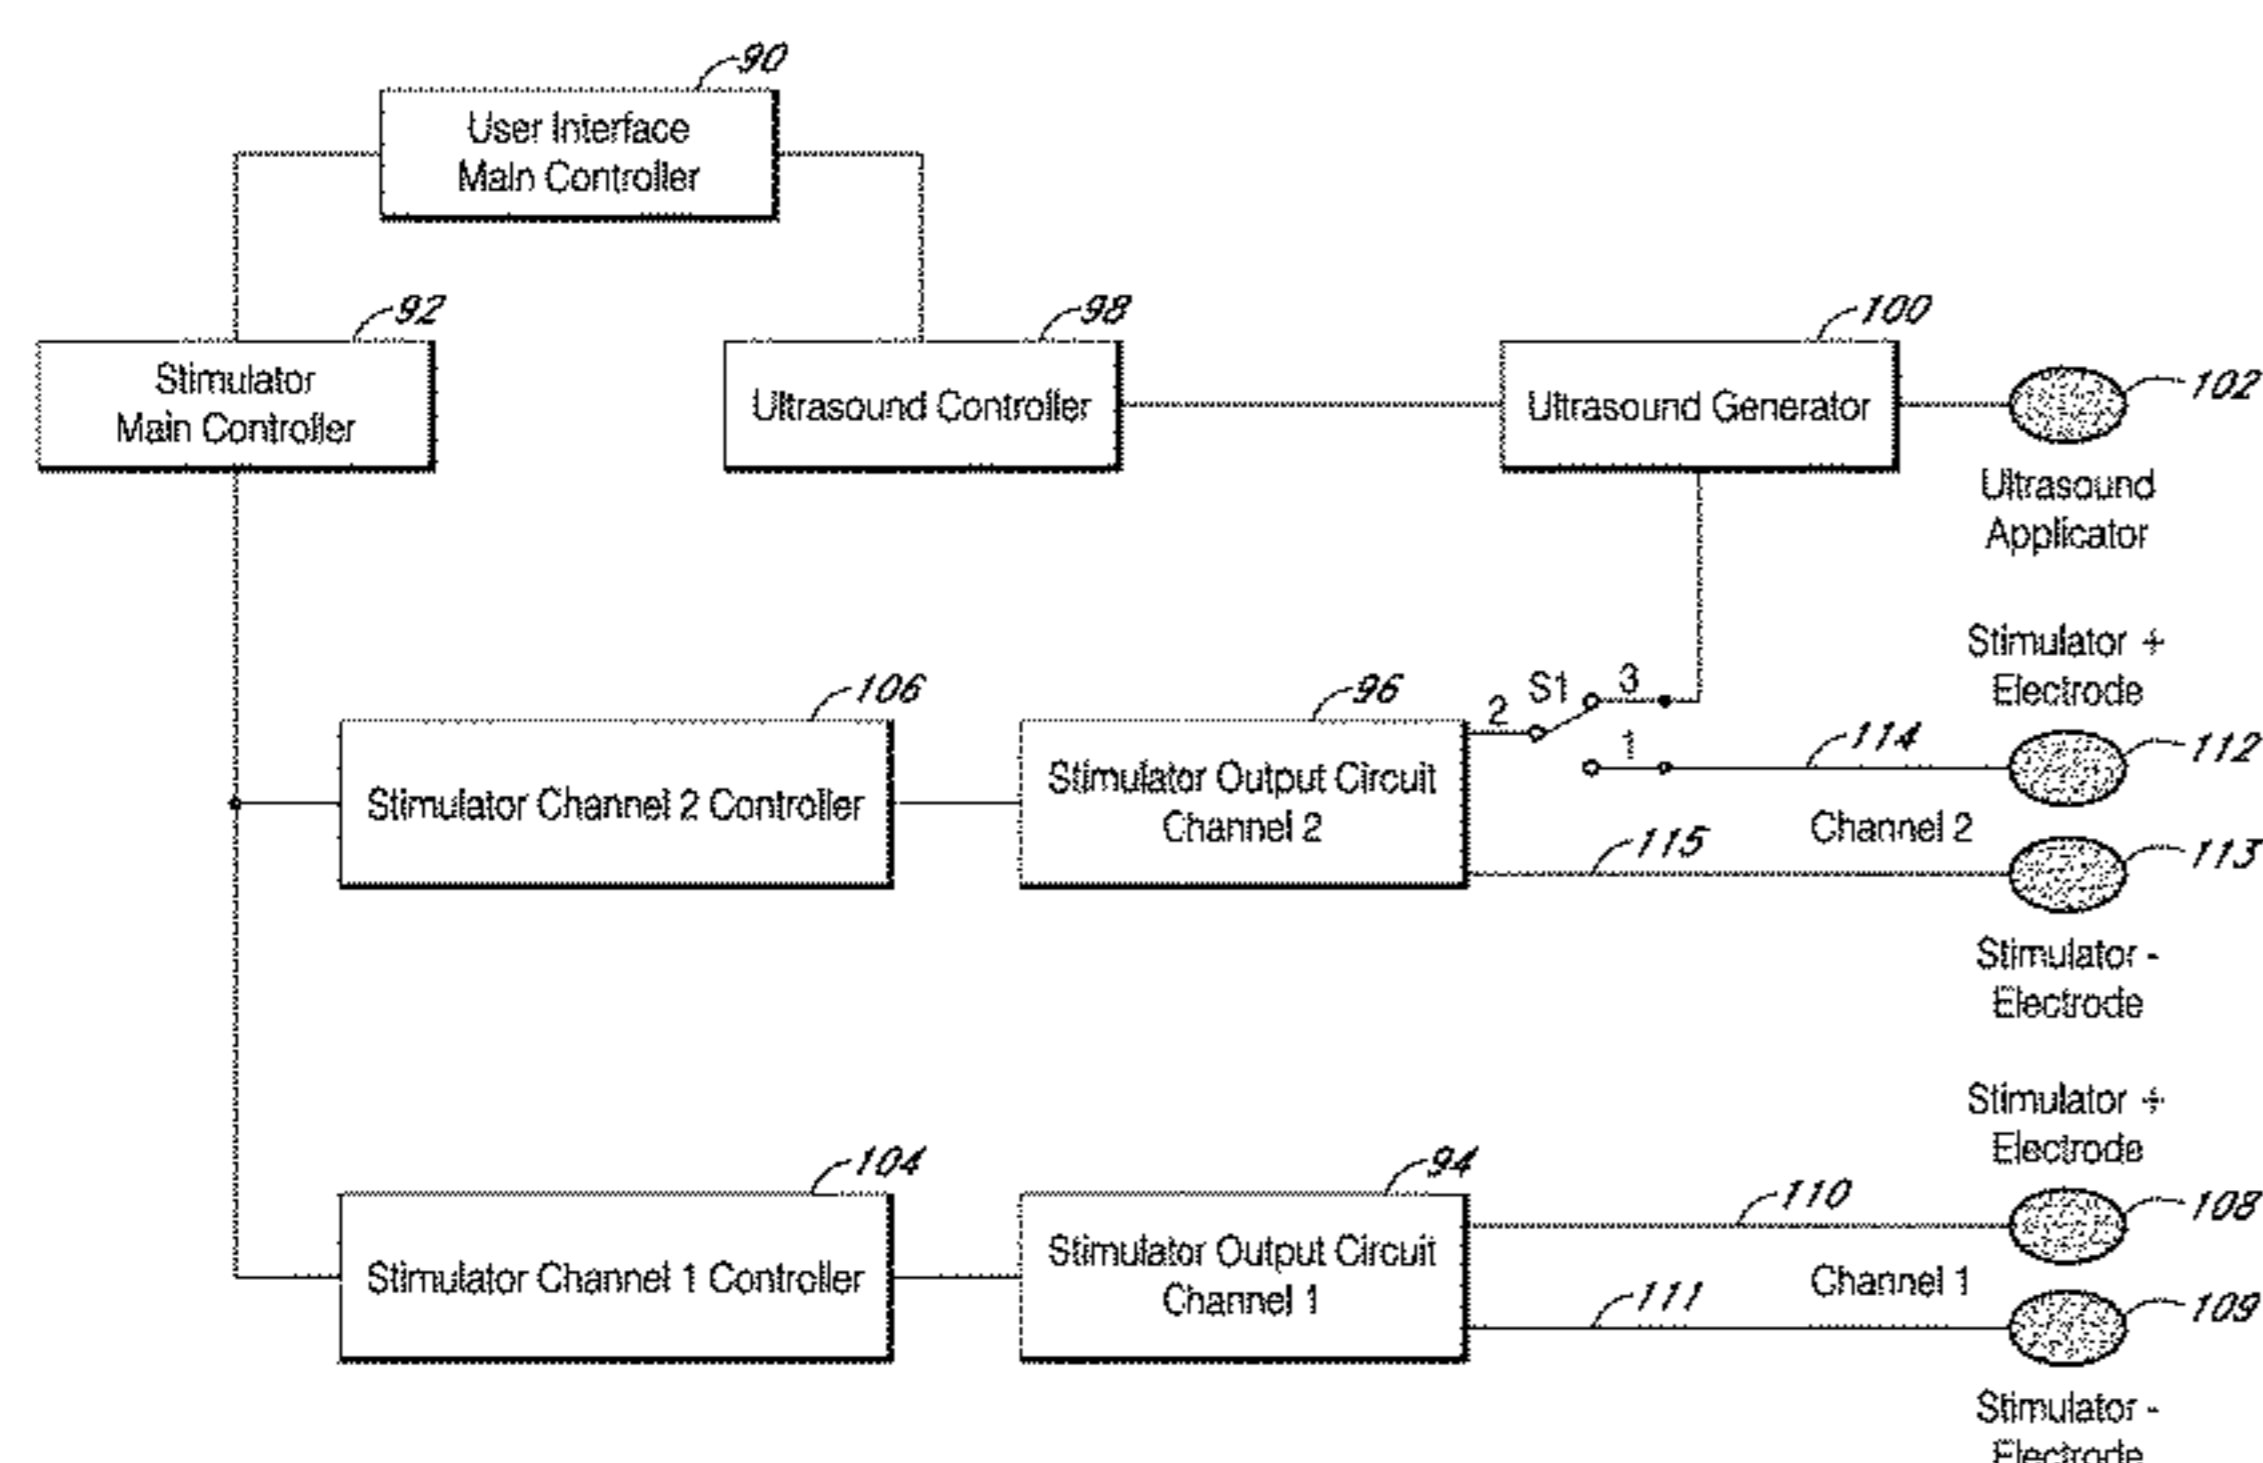 90
User Interface
Main Controller
92
Stimulator
Main Controller
98
Ultrasound Controller
100
Ultrasound Generator
102
Ultrasound
Applicator
106
Stimulator Channel 2 Controller
96
Stimulator Output Circuit
Channel 2
2
S1
3
1
114
Stimulator +
Electrode
112
Channel 2
115
113
Stimulator -
Electrode
104
Stimulator Channel 1 Controller
94
Stimulator Output Circuit
Channel 1
110
Stimulator +
Electrode
108
Channel 1
111
109
Stimulator -
Electrode